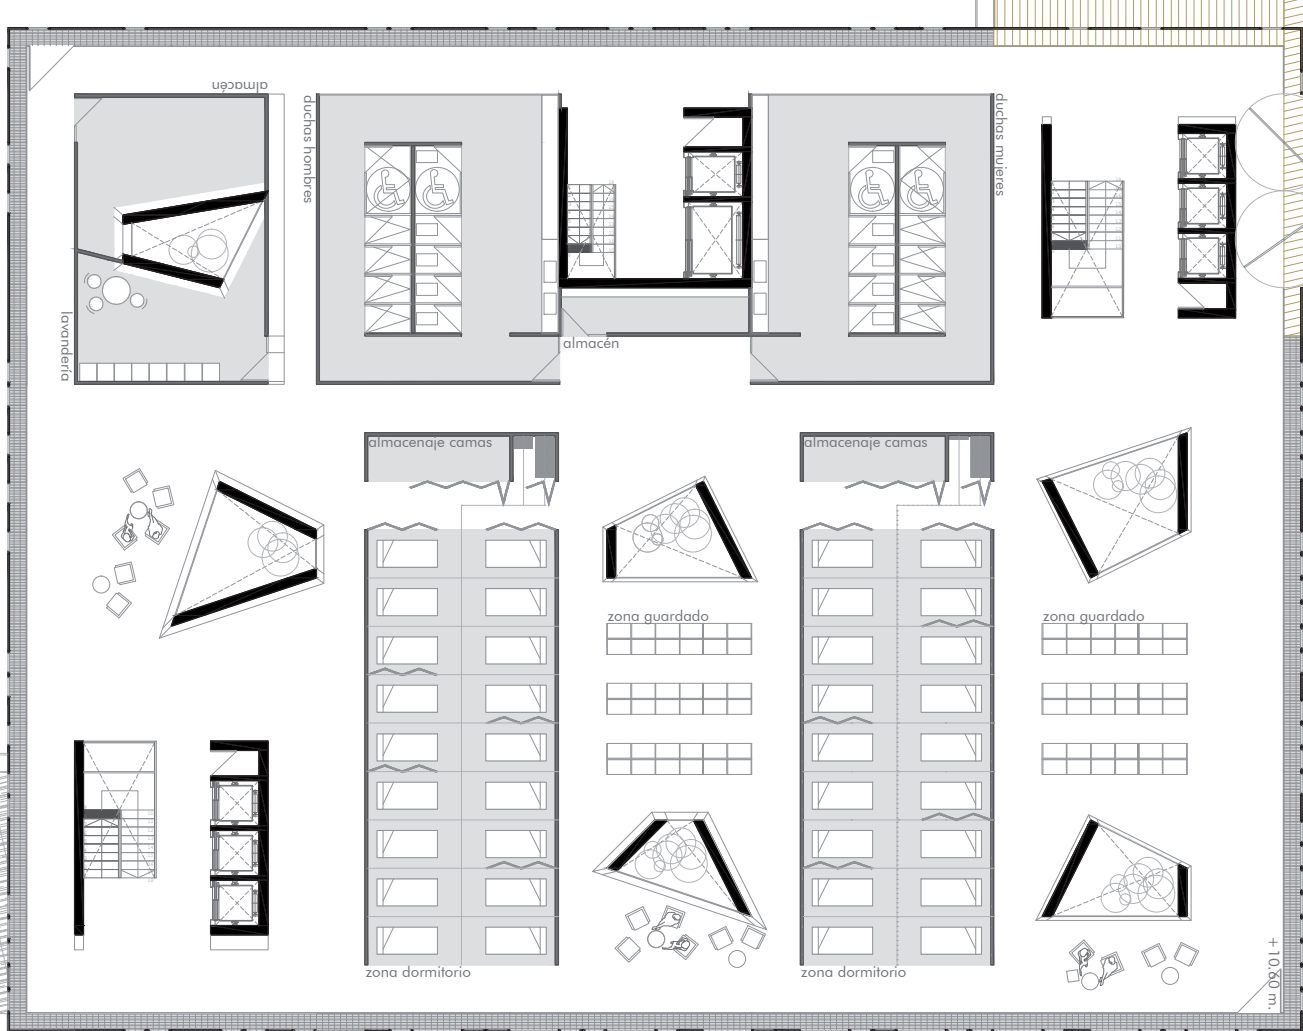 almacén
duchas hombres
duchas mujeres
lavandería
almacén
almacenaje camas
almacenaje camas
zona guardado
zona guardado
zona dormitorio
zona dormitorio
+10.60 m.